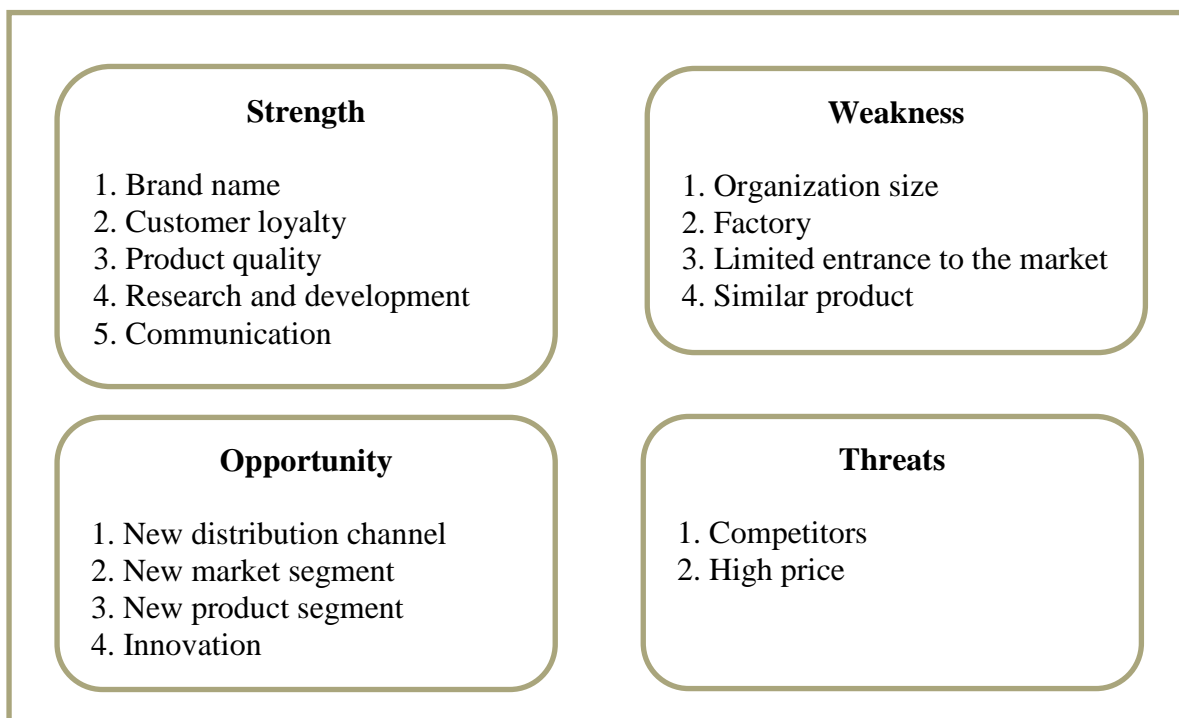 Strength
1. Brand name
2. Customer loyalty
3. Product quality
4. Research and development
5. Communication
Weakness
1. Organization size
2. Factory
3. Limited entrance to the market
4. Similar product
Opportunity
1. New distribution channel
2. New market segment
3. New product segment
4. Innovation
Threats
1. Competitors
2. High price